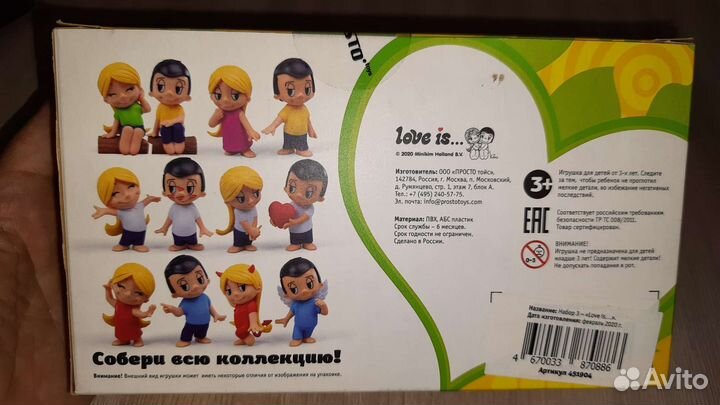 love is...
© 2020 Minikim Holland B.V.
Изготовитель: ООО «ПРОСТО тойс»,
142784, Россия, г. Москва, п. Московский,
д. Румянцево, стр. 1, этаж 7, блок А.
Тел.: +7 (495) 240-57-75.
Эл. почта: info@prostotoys.com
Материал: ПВХ, АБС пластик
Срок службы – 6 месяцев.
Срок годности не ограничен.
Сделано в России.
3+
Игрушка для детей от 3-х лет. Следите
за тем, чтобы ребенок не проглотил
мелкие детали, во избежание негативных
последствий.
EAC
Соответствует российским требованиям
безопасности ТР ТС 008/2011.
Товар сертифицирован.
0-3
ВНИМАНИЕ!
Игрушка не предназначена для детей
младше 3 лет! Содержит мелкие детали!
Не допускать попадания в рот.
Название: Набор 3 – «Love is...».
Дата изготовления: февраль 2020 г.
4 670033 870886
Артикул 451904
Собери всю коллекцию!
Внимание! Внешний вид игрушки может иметь некоторые отличия от изображения на упаковке.
Avito